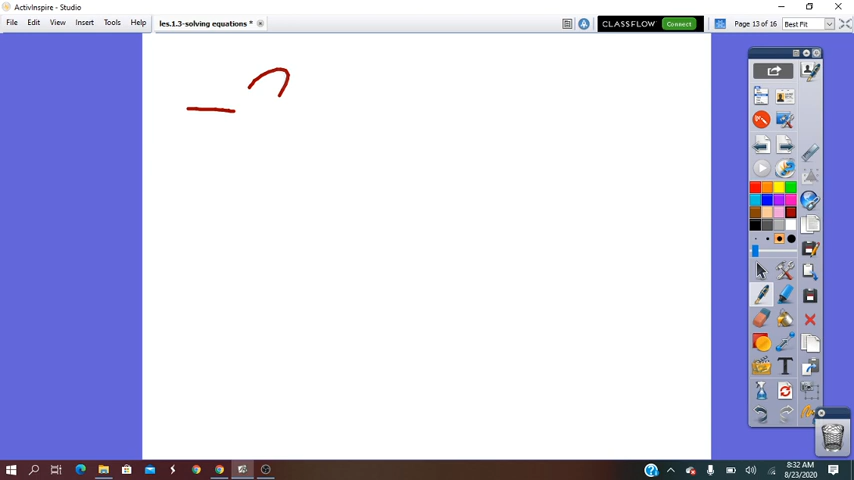 ActivInspire - Studio
File Edit View Insert Tools Help
les.1.3-solving equations *
CLASSFLOW Connect
Page 13 of 16
Best Fit
T
8:32 AM
8/23/2020